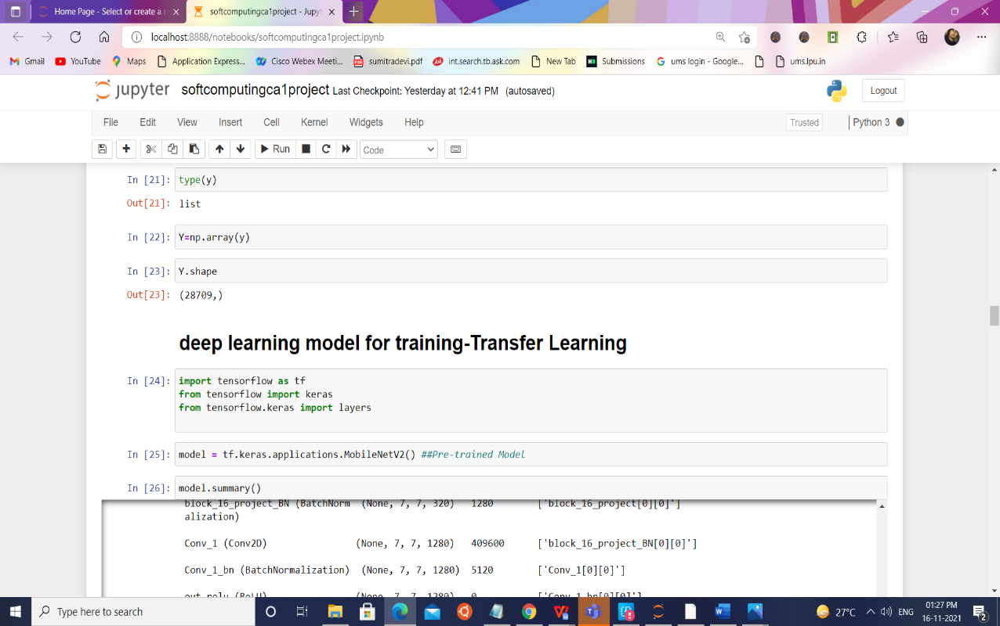 Home Page - Select or create a n
softcomputingca1project - Jupyt
localhost:8888/notebooks/softcomputingca1project.ipynb
Gmail YouTube Maps Application Express... Cisco Webex Meeti... sumitradevi.pdf int.search.tb.ask.com New Tab Submissions ums login - Google... ums.lpu.in
jupyter softcomputingca1project Last Checkpoint: Yesterday at 12:41 PM (autosaved)
Logout
File Edit View Insert Cell Kernel Widgets Help
Trusted Python 3
Run Code
In [21]: type(y)
Out[21]: list
In [22]: Y=np.array(y)
In [23]: Y.shape
Out[23]: (28709,)
deep learning model for training-Transfer Learning
In [24]: import tensorflow as tf
from tensorflow import keras
from tensorflow.keras import layers
In [25]: model = tf.keras.applications.MobileNetV2() ##Pre-trained Model
In [26]: model.summary()
block_16_project_BN (BatchNorm (None, 7, 7, 320) 1280 ['block_16_project[0][0]']
alization)
Conv_1 (Conv2D) (None, 7, 7, 1280) 409600 ['block_16_project_BN[0][0]']
Conv_1_bn (BatchNormalization) (None, 7, 7, 1280) 5120 ['Conv_1[0][0]']
out_relu (ReLU) (None, 7, 7, 1280) 0 ['Conv_1_bn[0][0]']
Type here to search
27°C ENG 01:27 PM
16-11-2021
2